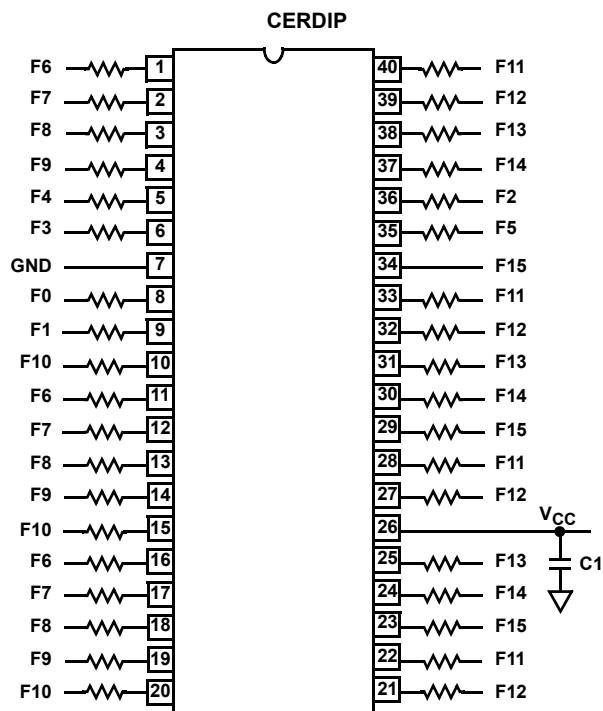 CERDIP
F6 1 40 F11
F7 2 39 F12
F8 3 38 F13
F9 4 37 F14
F4 5 36 F2
F3 6 35 F5
GND 7 34 F15
F0 8 33 F11
F1 9 32 F12
F10 10 31 F13
F6 11 30 F14
F7 12 29 F15
F8 13 28 F11
F9 14 27 F12
F10 15 26 VCC
F6 16 25 F13 C1
F7 17 24 F14
F8 18 23 F15
F9 19 22 F11
F10 20 21 F12